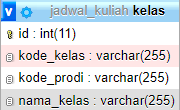 v jadwal_kuliah kelas
id : int(11)
kode_kelas : varchar(255)
kode_prodi : varchar(255)
nama_kelas : varchar(255)